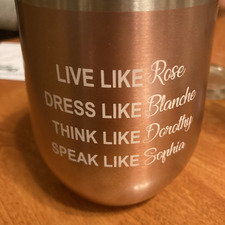 LIVE LIKE Rose
DRESS LIKE Blanche
THINK LIKE Dorothy
SPEAK LIKE Sophia